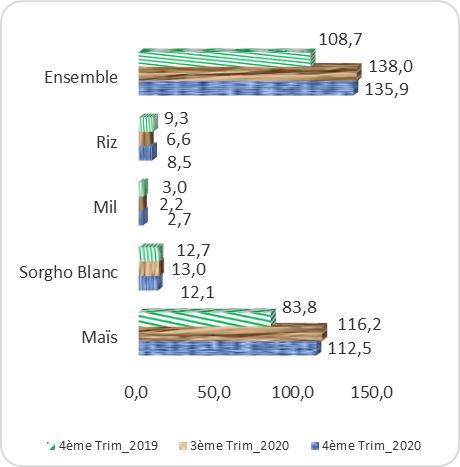 108,7
Ensemble
138,0
135,9
9,3
Riz
6,6
8,5
3,0
Mil
2,2
2,7
12,7
Sorgho Blanc
13,0
12,1
83,8
Maïs
116,2
112,5
0,0 50,0 100,0 150,0
4ème Trim_2019 3ème Trim_2020 4ème Trim_2020